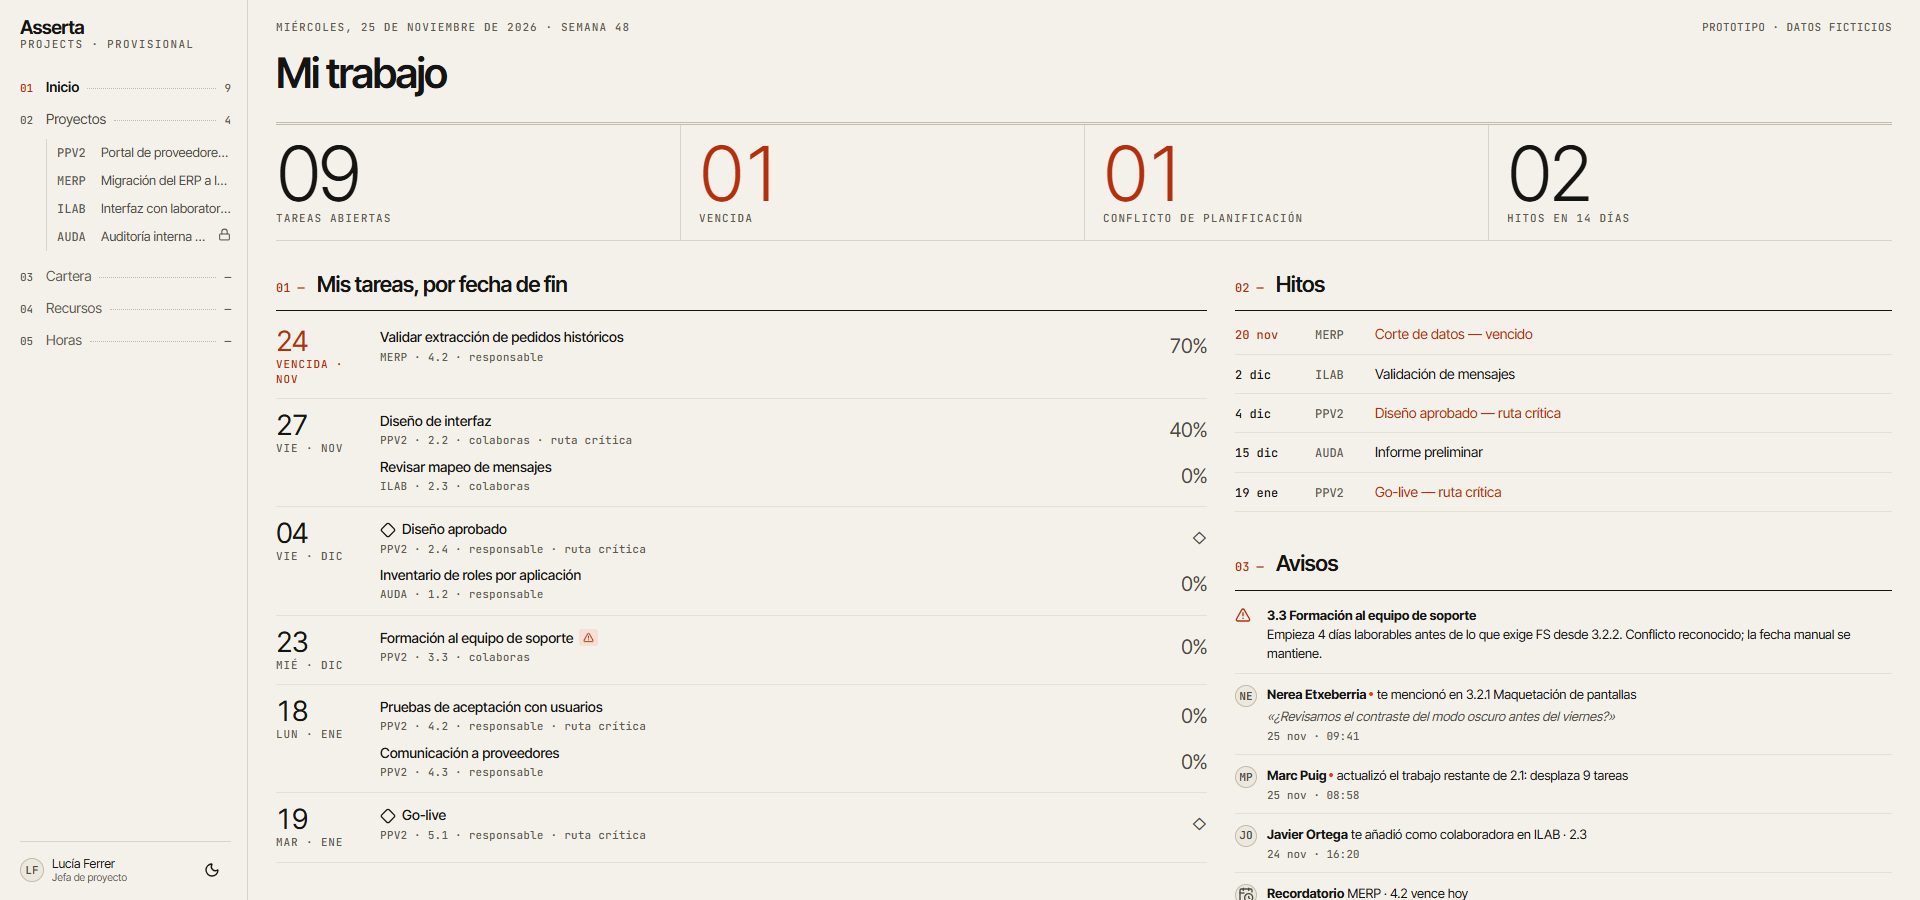 Asserta
PROJECTS · PROVISIONAL
01 Inicio 9
02 Proyectos 4
PPV2 Portal de proveedore...
MERP Migración del ERP a l...
ILAB Interfaz con laborator...
AUDA Auditoría interna ...
03 Cartera —
04 Recursos —
05 Horas —
LF Lucía Ferrer
Jefa de proyecto
MIÉRCOLES, 25 DE NOVIEMBRE DE 2026 · SEMANA 48
PROTOTIPO · DATOS FICTICIOS
Mi trabajo
09
TAREAS ABIERTAS
01
VENCIDA
01
CONFLICTO DE PLANIFICACIÓN
02
HITOS EN 14 DÍAS
01 — Mis tareas, por fecha de fin
24
VENCIDA ·
NOV
Validar extracción de pedidos históricos
MERP · 4.2 · responsable
70%
27
VIE · NOV
Diseño de interfaz
PPV2 · 2.2 · colaboras · ruta crítica
40%
Revisar mapeo de mensajes
ILAB · 2.3 · colaboras
0%
04
VIE · DIC
Diseño aprobado
PPV2 · 2.4 · responsable · ruta crítica
Inventario de roles por aplicación
AUDA · 1.2 · responsable
0%
23
MIÉ · DIC
Formación al equipo de soporte
PPV2 · 3.3 · colaboras
0%
18
LUN · ENE
Pruebas de aceptación con usuarios
PPV2 · 4.2 · responsable · ruta crítica
0%
Comunicación a proveedores
PPV2 · 4.3 · responsable
0%
19
MAR · ENE
Go-live
PPV2 · 5.1 · responsable · ruta crítica
02 — Hitos
20 nov MERP Corte de datos — vencido
2 dic ILAB Validación de mensajes
4 dic PPV2 Diseño aprobado — ruta crítica
15 dic AUDA Informe preliminar
19 ene PPV2 Go-live — ruta crítica
03 — Avisos
3.3 Formación al equipo de soporte
Empieza 4 días laborables antes de lo que exige FS desde 3.2.2. Conflicto reconocido; la fecha manual se
mantiene.
NE Nerea Etxeberria • te mencionó en 3.2.1 Maquetación de pantallas
«¿Revisamos el contraste del modo oscuro antes del viernes?»
25 nov · 09:41
MP Marc Puig • actualizó el trabajo restante de 2.1: desplaza 9 tareas
25 nov · 08:58
JO Javier Ortega te añadió como colaboradora en ILAB · 2.3
24 nov · 16:20
Recordatorio MERP · 4.2 vence hoy